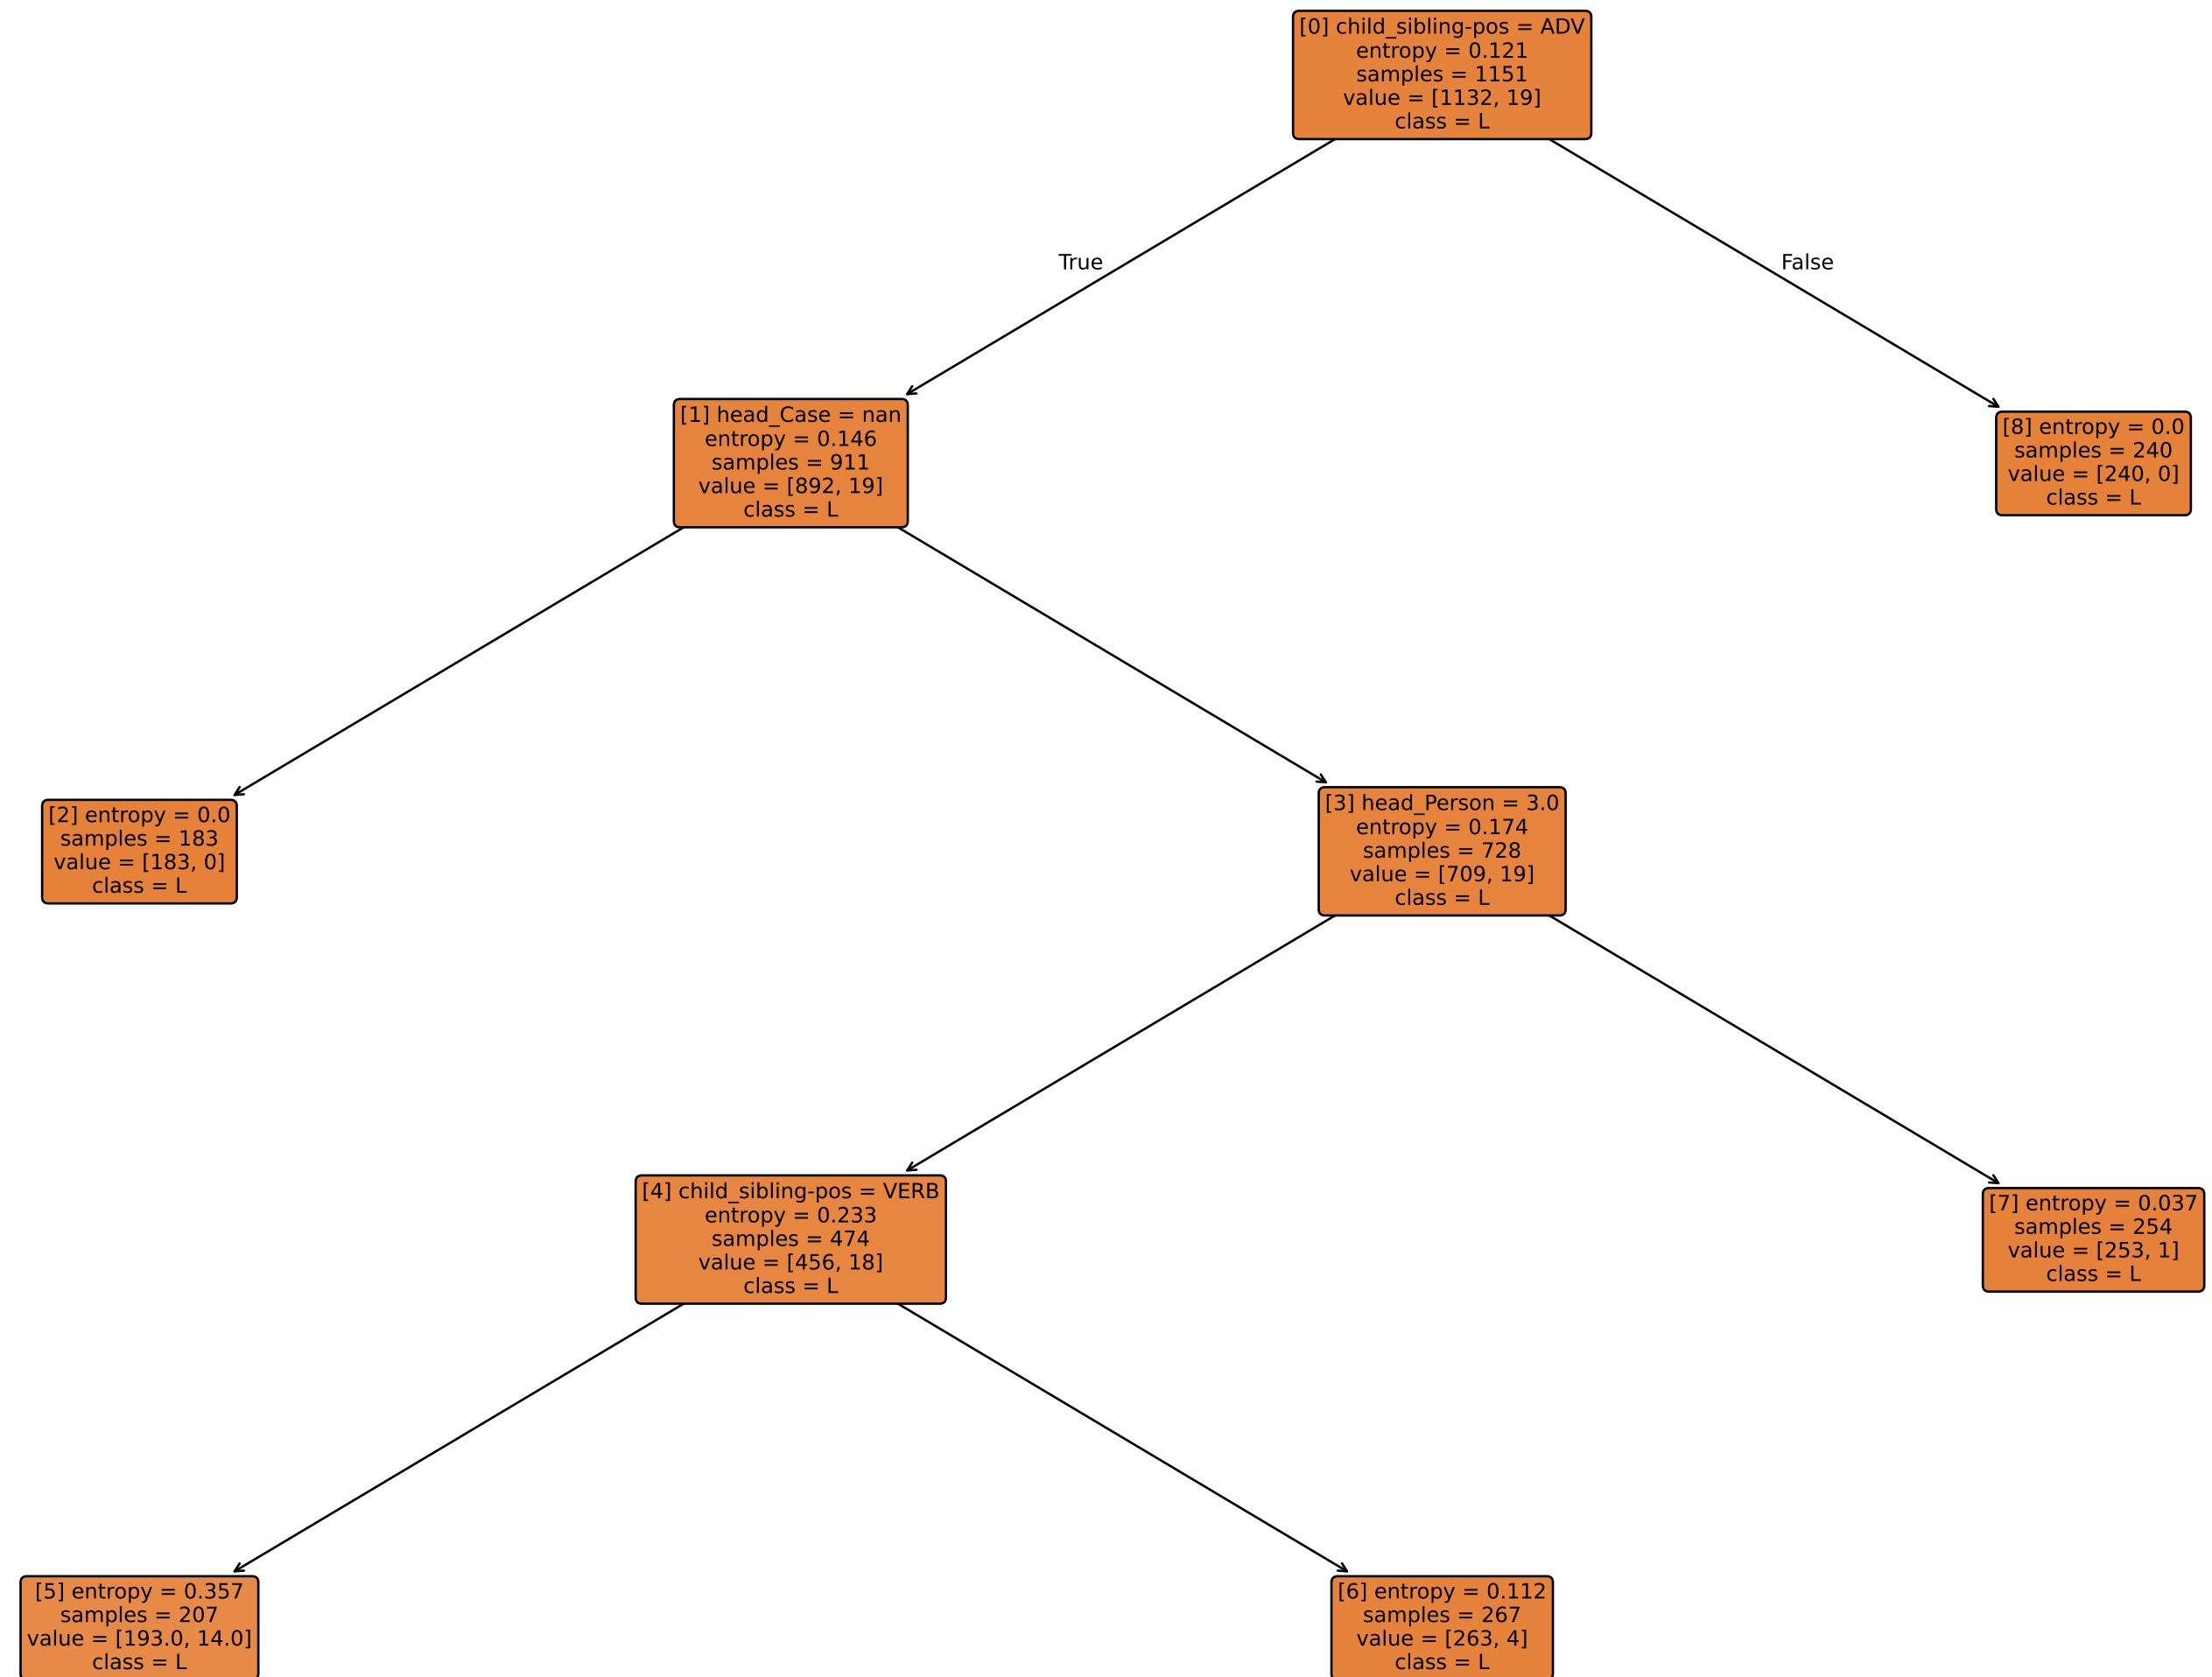 [0] child_sibling-pos = ADV
entropy = 0.121
samples = 1151
value = [1132, 19]
class = L
True
False
[1] head_Case = nan
entropy = 0.146
samples = 911
value = [892, 19]
class = L
[8] entropy = 0.0
samples = 240
value = [240, 0]
class = L
[2] entropy = 0.0
samples = 183
value = [183, 0]
class = L
[3] head_Person = 3.0
entropy = 0.174
samples = 728
value = [709, 19]
class = L
[4] child_sibling-pos = VERB
entropy = 0.233
samples = 474
value = [456, 18]
class = L
[7] entropy = 0.037
samples = 254
value = [253, 1]
class = L
[5] entropy = 0.357
samples = 207
value = [193.0, 14.0]
class = L
[6] entropy = 0.112
samples = 267
value = [263, 4]
class = L